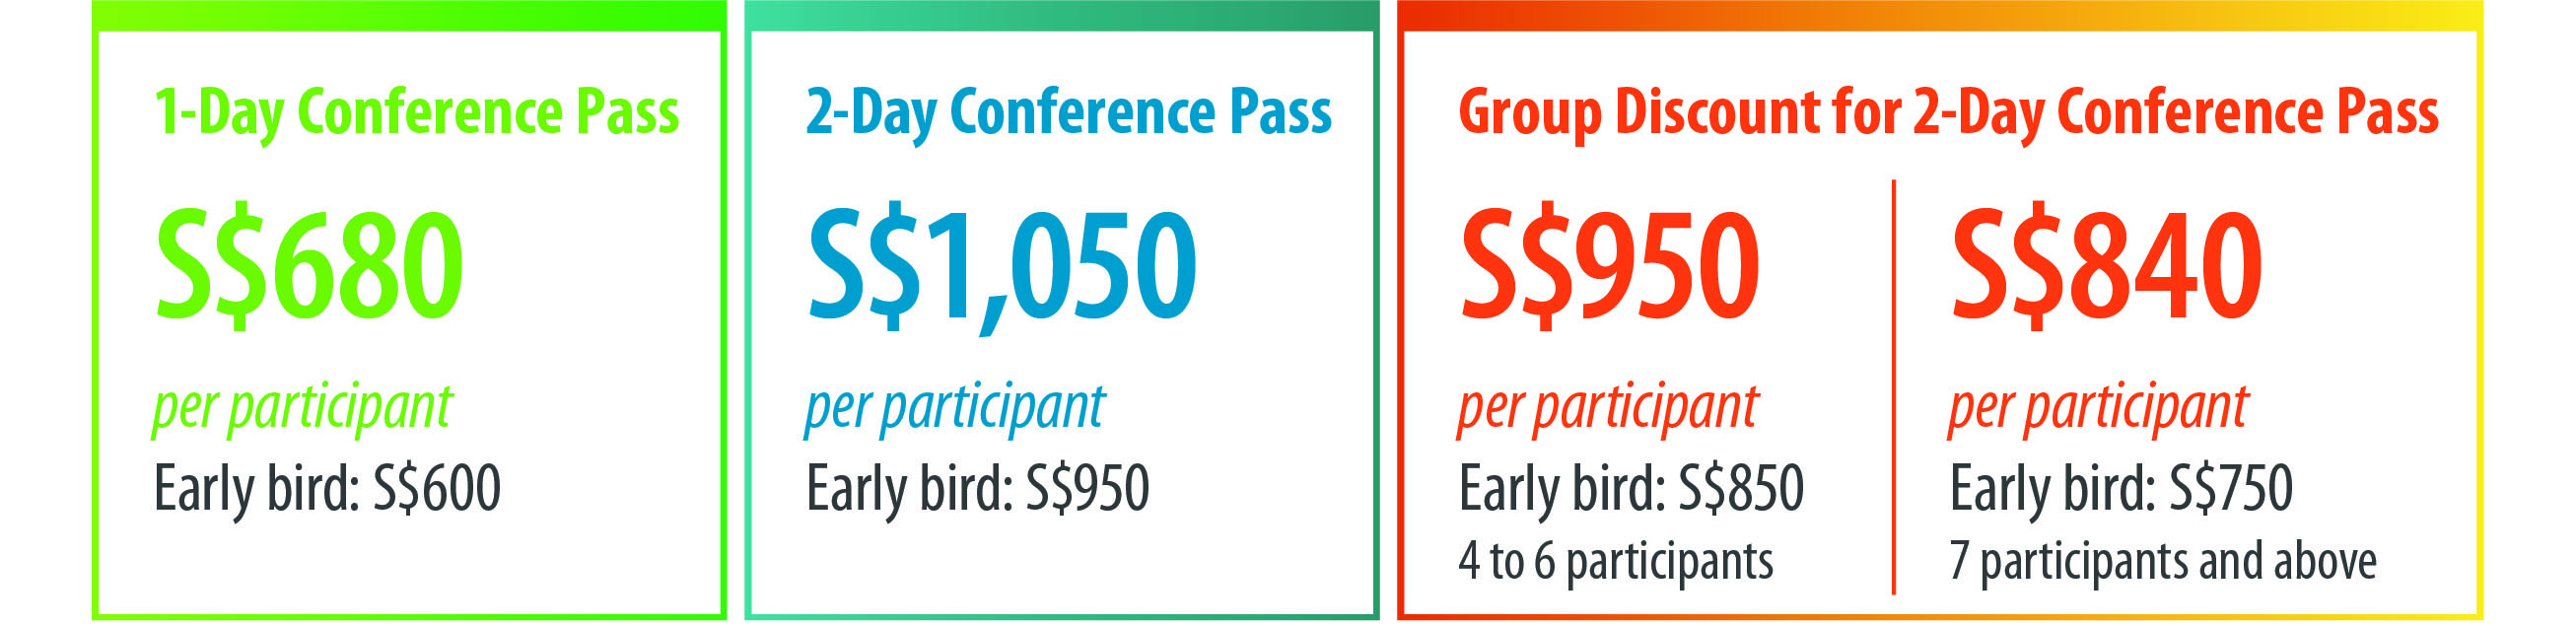 1-Day Conference Pass
S$680
per participant
Early bird: S$600
2-Day Conference Pass
S$1,050
per participant
Early bird: S$950
Group Discount for 2-Day Conference Pass
S$950
per participant
Early bird: S$850
4 to 6 participants
S$840
per participant
Early bird: S$750
7 participants and above